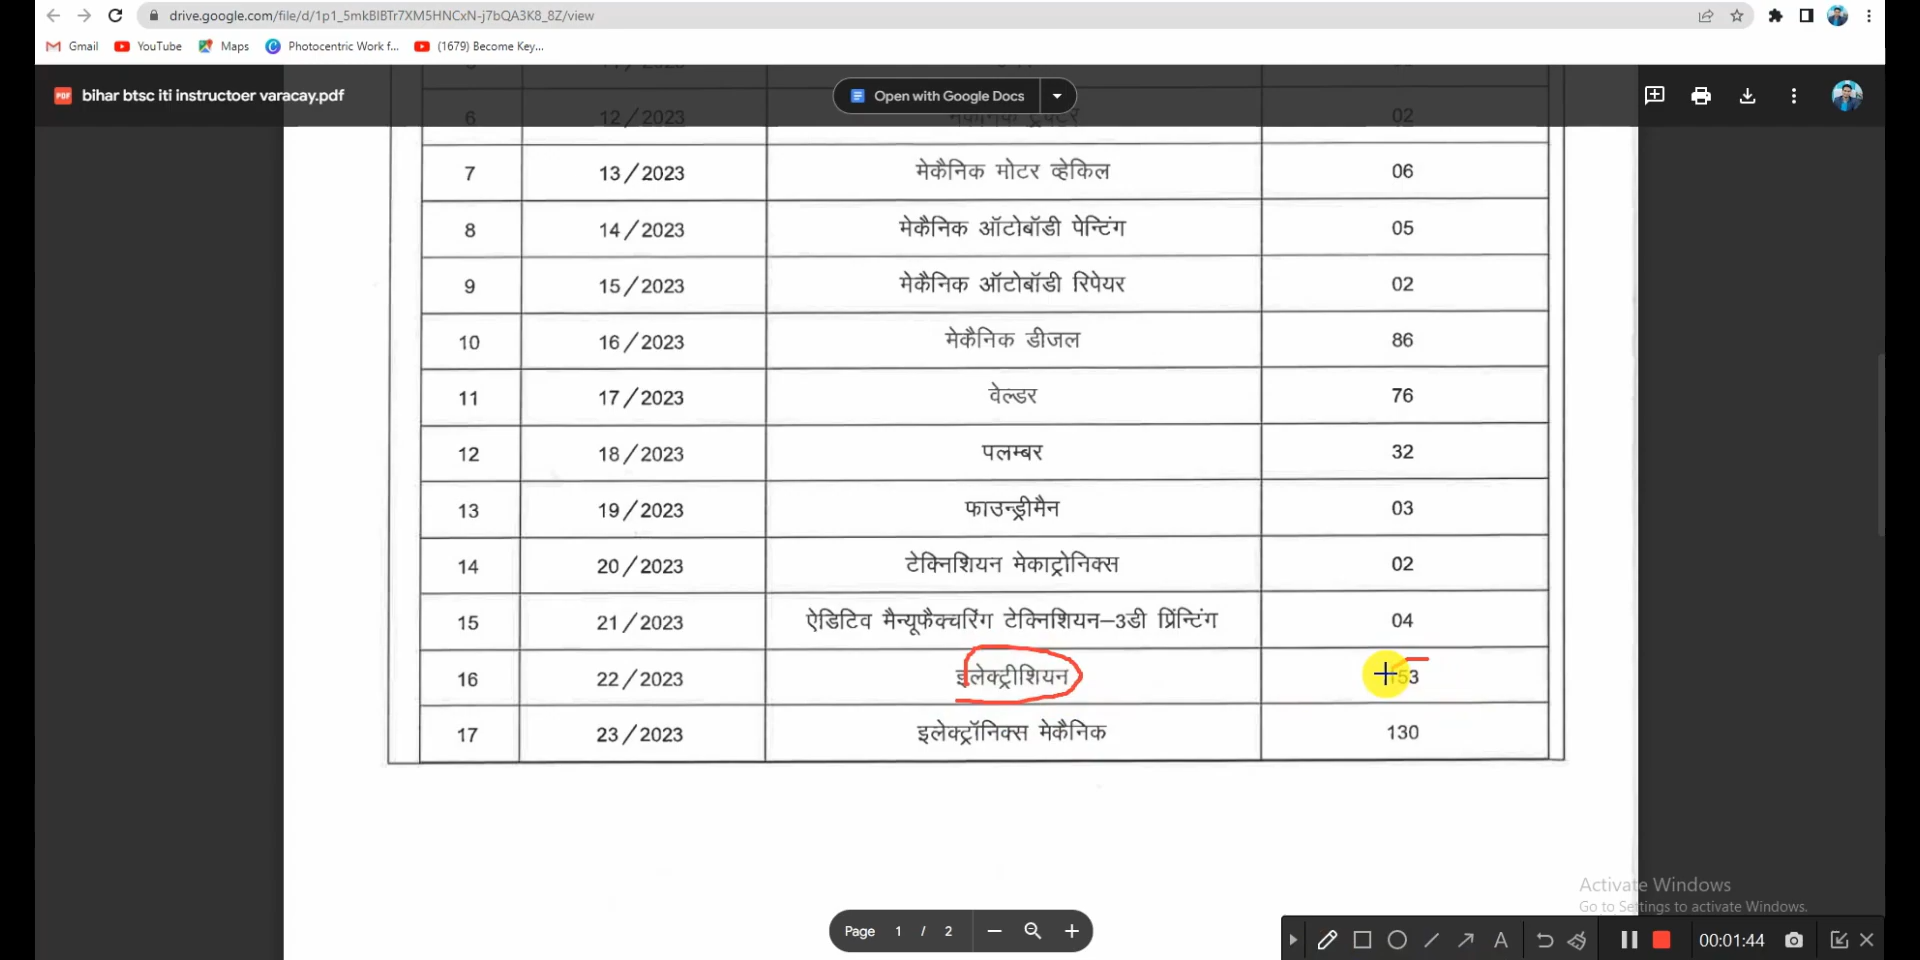 drive.google.com/file/d/1p1_5mkBIBTr7XM5HNCxN-j7bQA3K8_8Z/view
Gmail YouTube Maps Photocentric Work f... (1679) Become Key...
PDF bihar btsc iti instructoer varacay.pdf Open with Google Docs
6 12/2023 मेकैनिक ट्रैक्टर 02
7 13/2023 मेकैनिक मोटर व्हेकिल 06
8 14/2023 मेकैनिक ऑटोबॉडी पेन्टिंग 05
9 15/2023 मेकैनिक ऑटोबॉडी रिपेयर 02
10 16/2023 मेकैनिक डीजल 86
11 17/2023 वेल्डर 76
12 18/2023 पलम्बर 32
13 19/2023 फाउन्ड्रीमैन 03
14 20/2023 टेक्निशियन मेकाट्रोनिक्स 02
15 21/2023 ऐडिटिव मैन्यूफैक्चरिंग टेक्निशियन–3डी प्रिंन्टिंग 04
16 22/2023 इलेक्ट्रीशियन 153
17 23/2023 इलेक्ट्रॉनिक्स मेकैनिक 130
Activate Windows
Go to Settings to activate Windows.
Page 1 / 2
A 00:01:44